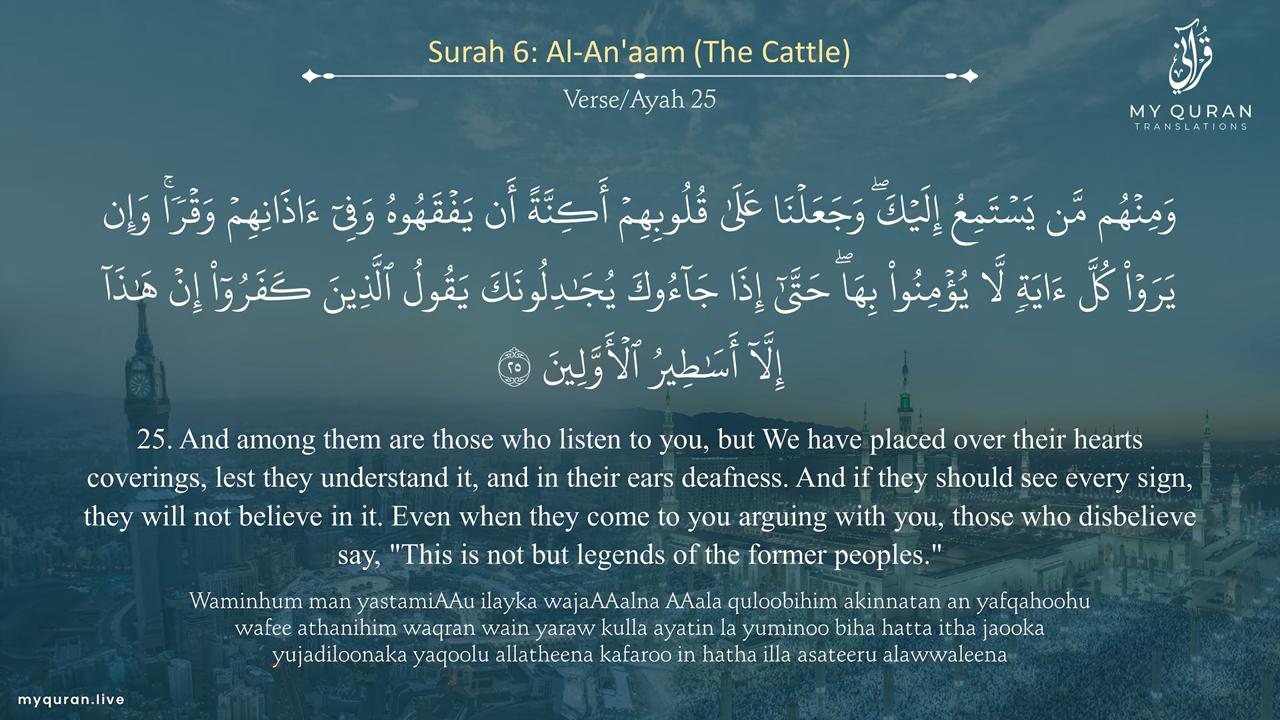 Surah 6: Al-An'aam (The Cattle)
Verse/Ayah 25
قرآني
MY QURAN
TRANSLATIONS
وَمِنْهُم مَّن يَسْتَمِعُ إِلَيْكَ ۖ وَجَعَلْنَا عَلَىٰ قُلُوبِهِمْ أَكِنَّةً أَن يَفْقَهُوهُ وَفِىٓ ءَاذَانِهِمْ وَقْرًا ۚ وَإِن
يَرَوْا۟ كُلَّ ءَايَةٍ لَّا يُؤْمِنُوا۟ بِهَا ۖ حَتَّىٰٓ إِذَا جَآءُوكَ يُجَـٰدِلُونَكَ يَقُولُ ٱلَّذِينَ كَفَرُوٓا۟ إِنْ هَـٰذَآ
إِلَّآ أَسَـٰطِيرُ ٱلْأَوَّلِينَ ٢٥
25. And among them are those who listen to you, but We have placed over their hearts
coverings, lest they understand it, and in their ears deafness. And if they should see every sign,
they will not believe in it. Even when they come to you arguing with you, those who disbelieve
say, "This is not but legends of the former peoples."
Waminhum man yastamiAAu ilayka wajaAAalna AAala quloobihim akinnatan an yafqahoohu
wafee athanihim waqran wain yaraw kulla ayatin la yuminoo biha hatta itha jaooka
yujadiloonaka yaqoolu allatheena kafaroo in hatha illa asateeru alawwaleena
myquran.live